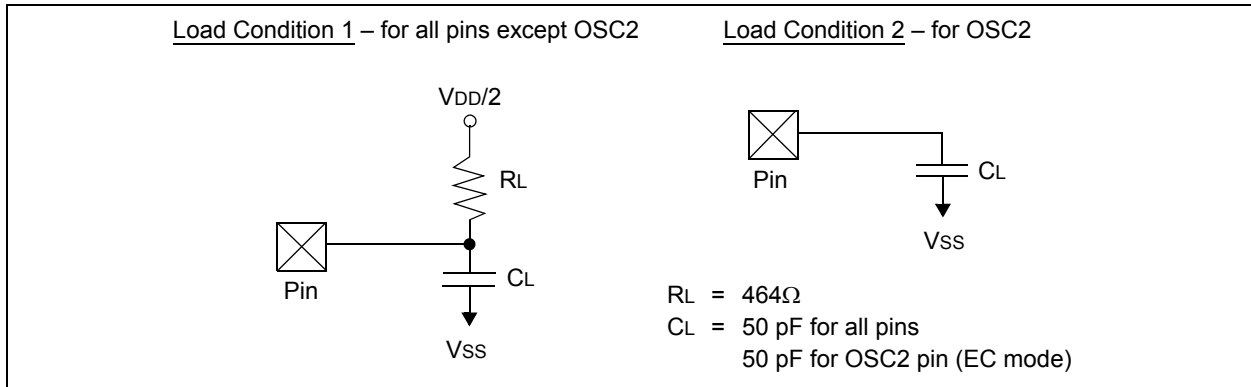 Load Condition 1 – for all pins except OSC2
VDD/2
RL
Pin
CL
VSS
Load Condition 2 – for OSC2
Pin
CL
VSS
RL = 464Ω
CL = 50 pF for all pins
50 pF for OSC2 pin (EC mode)